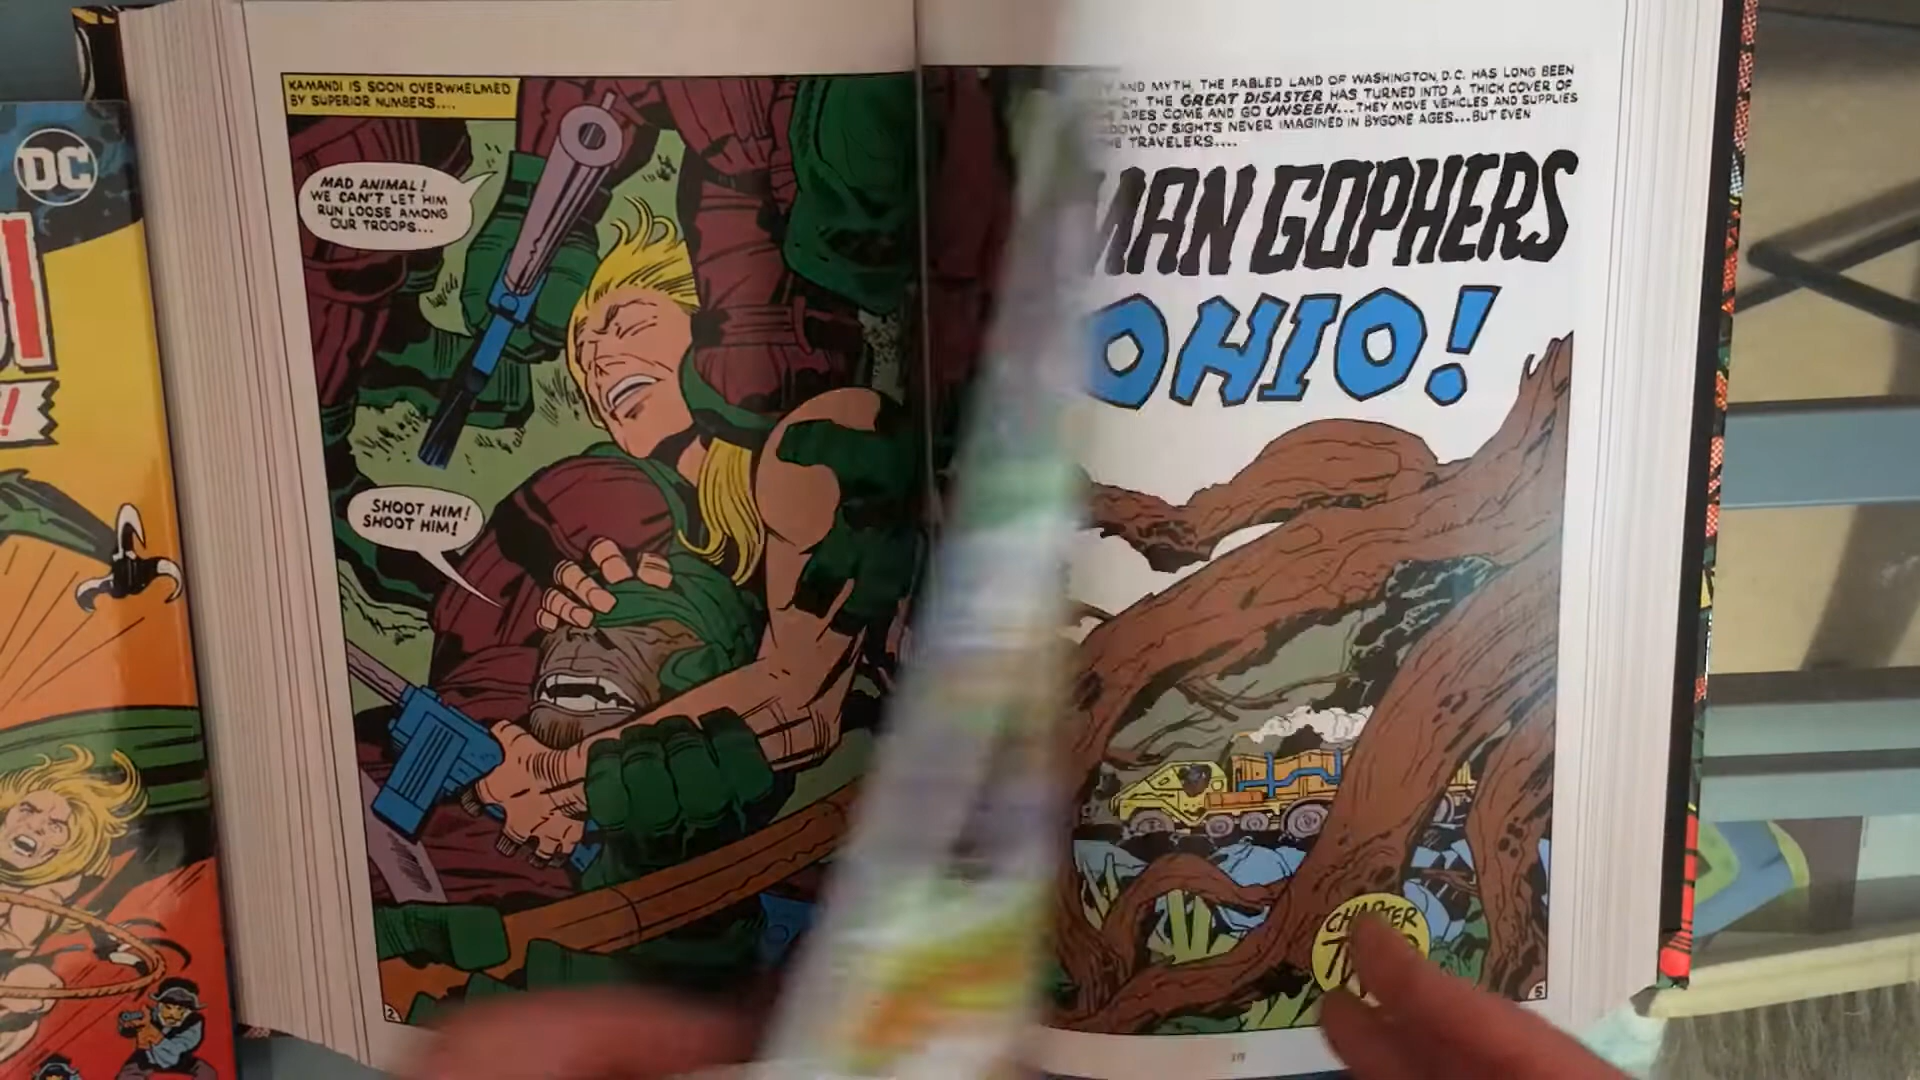 DC
!
KAMANDI IS SOON OVERWHELMED
BY SUPERIOR NUMBERS....
MAD ANIMAL!
WE CAN'T LET HIM
RUN LOOSE AMONG
OUR TROOPS...
SHOOT HIM!
SHOOT HIM!
2
AND MYTH, THE FABLED LAND OF WASHINGTON, D.C. HAS LONG BEEN
THE GREAT DISASTER HAS TURNED INTO A THICK COVER OF
APES COME AND GO UNSEEN...THEY MOVE VEHICLES AND SUPPLIES
OF SIGHTS NEVER IMAGINED IN BYGONE AGES...BUT EVEN
TRAVELERS....
GOPHERS
OHIO!
CHAPTER
5